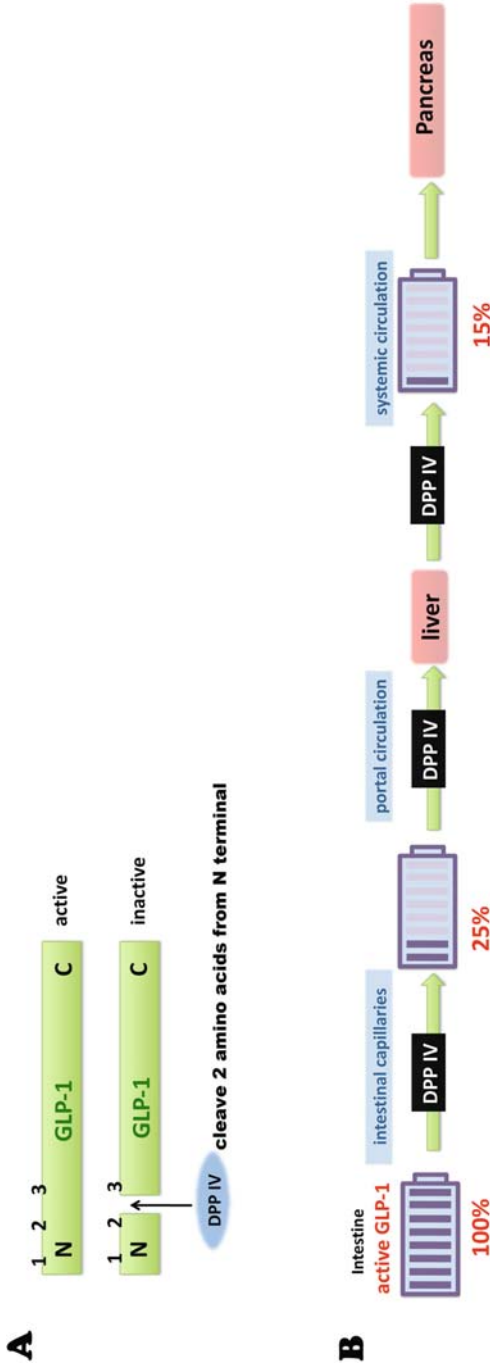 A
1 2 3
N GLP-1 C
active
1 2 3
N GLP-1 C
inactive
DPP IV
cleave 2 amino acids from N terminal
B
Intestine
active GLP-1
100%
intestinal capillaries
DPP IV
25%
portal circulation
DPP IV
liver
DPP IV
systemic circulation
15%
Pancreas